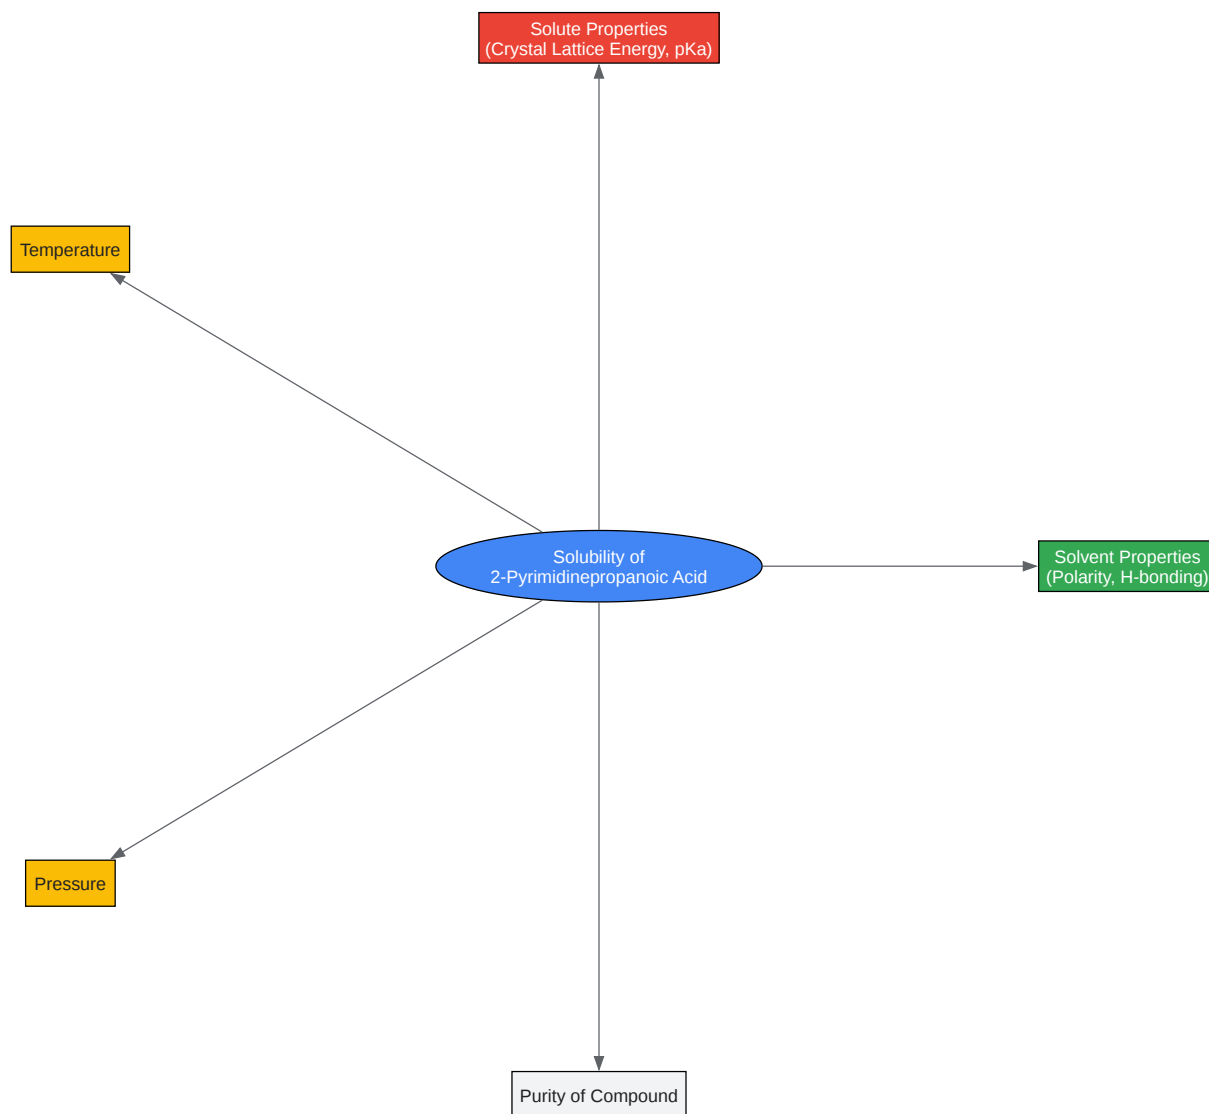 Solute Properties
(Crystal Lattice Energy, pKa)
Temperature
Solubility of
2-Pyrimidinepropanoic Acid
Solvent Properties
(Polarity, H-bonding)
Pressure
Purity of Compound